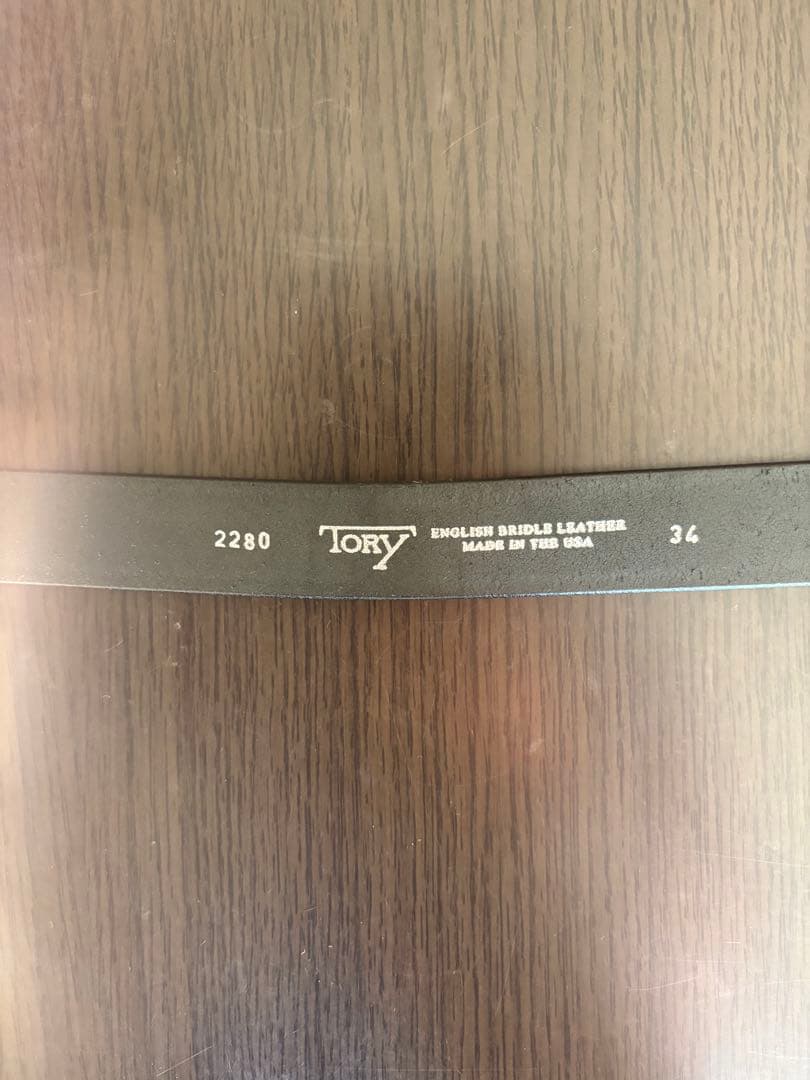 2280 TORY ENGLISH BRIDLE LEATHER 34
MADE IN THE USA